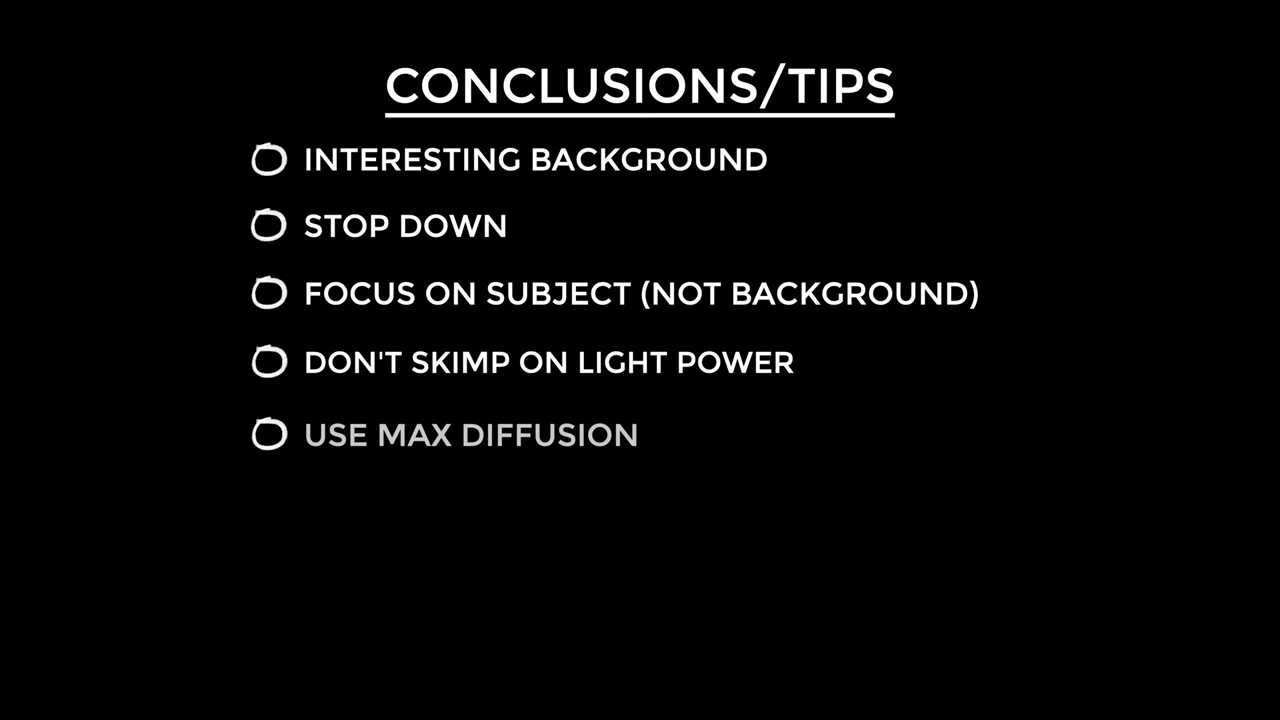 CONCLUSIONS/TIPS
INTERESTING BACKGROUND
STOP DOWN
FOCUS ON SUBJECT (NOT BACKGROUND)
DON'T SKIMP ON LIGHT POWER
USE MAX DIFFUSION